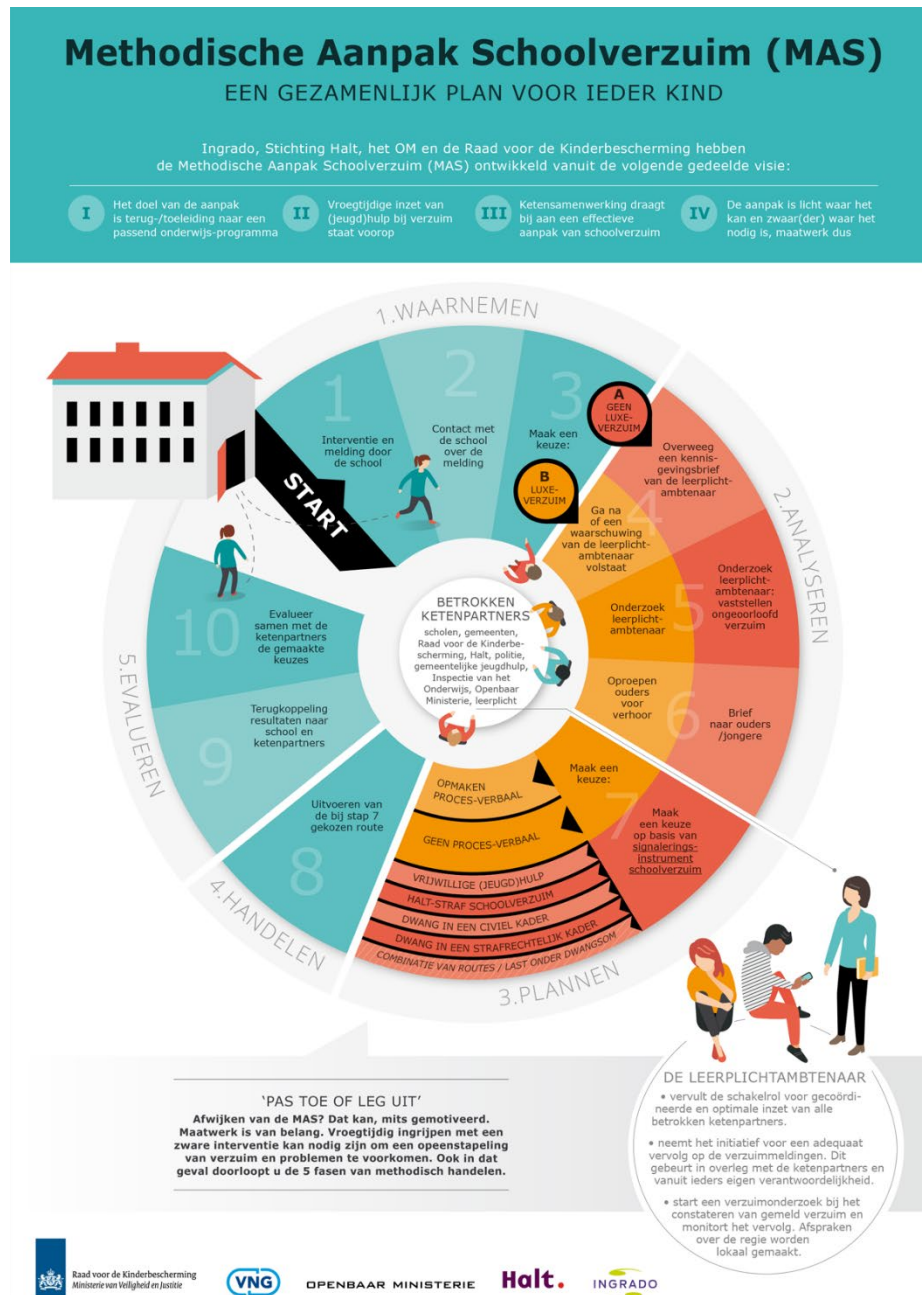 Methodische Aanpak Schoolverzuim (MAS)
EEN GEZAMENLIJK PLAN VOOR IEDER KIND
Ingrado, Stichting Halt, het OM en de Raad voor de Kinderbescherming hebben
de Methodische Aanpak Schoolverzuim (MAS) ontwikkeld vanuit de volgende gedeelde visie:
I
Het doel van de aanpak
is terug-/toeleiding naar een
passend onderwijs-programma
II
Vroegtijdige inzet van
(jeugd)hulp bij verzuim
staat voorop
III
Ketensamenwerking draagt
bij aan een effectieve
aanpak van schoolverzuim
IV
De aanpak is licht waar het
kan en zwaar(der) waar het
nodig is, maatwerk dus
1.WAARNEMEN
START
1
Interventie en
melding door
de school
2
Contact met
de school
over de
melding
3
Maak een
keuze:
A
GEEN
LUXE-
VERZUIM
B
LUXE-
VERZUIM
2.ANALYSEREN
4
Overweeg
een kennis-
gevingsbrief
van de leerplicht-
ambtenaar
Ga na
of een
waarschuwing
van de leerplicht-
ambtenaar
volstaat
5
Onderzoek
leerplicht-
ambtenaar:
vaststellen
ongeoorloofd
verzuim
Onderzoek
leerplicht-
ambtenaar
6
Brief
naar ouders
/jongere
Oproepen
ouders
voor
verhoor
3.PLANNEN
7
Maak
een keuze
op basis van
signalerings-
instrument
schoolverzuim
Maak een
keuze:
OPMAKEN
PROCES-VERBAAL
GEEN PROCES-VERBAAL
VRIJWILLIGE (JEUGD)HULP
HALT-STRAF SCHOOLVERZUIM
DWANG IN EEN CIVIEL KADER
DWANG IN EEN STRAFRECHTELIJK KADER
COMBINATIE VAN ROUTES / LAST ONDER DWANGSOM
4.HANDELEN
8
Uitvoeren van
de bij stap 7
gekozen route
5.EVALUEREN
9
Terugkoppeling
resultaten naar
school en
ketenpartners
10
Evalueer
samen met de
ketenpartners
de gemaakte
keuzes
BETROKKEN
KETENPARTNERS
scholen, gemeenten,
Raad voor de Kinderbe-
scherming, Halt, politie,
gemeentelijke jeugdhulp,
Inspectie van het
Onderwijs, Openbaar
Ministerie, leerplicht
'PAS TOE OF LEG UIT'
Afwijken van de MAS? Dat kan, mits gemotiveerd.
Maatwerk is van belang. Vroegtijdig ingrijpen met een
zware interventie kan nodig zijn om een opeenstapeling
van verzuim en problemen te voorkomen. Ook in dat
geval doorloopt u de 5 fasen van methodisch handelen.
DE LEERPLICHTAMBTENAAR
• vervult de schakelrol voor gecoördi-
neerde en optimale inzet van alle
betrokken ketenpartners.
• neemt het initiatief voor een adequaat
vervolg op de verzuimmeldingen. Dit
gebeurt in overleg met de ketenpartners en
vanuit ieders eigen verantwoordelijkheid.
• start een verzuimonderzoek bij het
constateren van gemeld verzuim en
monitort het vervolg. Afspraken
over de regie worden
lokaal gemaakt.
Raad voor de Kinderbescherming
Ministerie van Veiligheid en Justitie
VNG
OPENBAAR MINISTERIE
Halt.
INGRADO